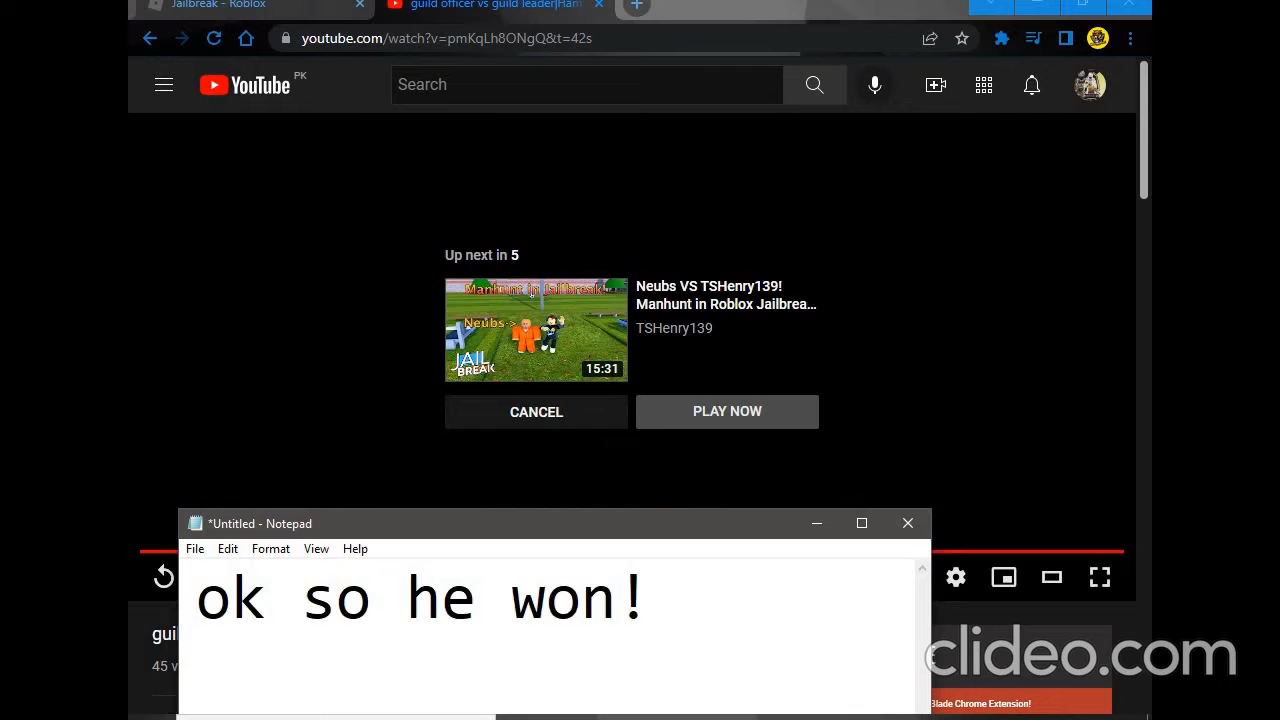 Jailbreak - Roblox
guild officer vs guild leader|Ham
youtube.com/watch?v=pmKqLh8ONgQ&t=42s
YouTube PK
Search
Up next in 5
Manhunt in Jailbreak!
Neubs->
JAIL
BREAK
15:31
Neubs VS TSHenry139!
Manhunt in Roblox Jailbrea...
TSHenry139
CANCEL
PLAY NOW
*Untitled - Notepad
File Edit Format View Help
ok so he won!
guil
45 v
clideo.com
Blade Chrome Extension!